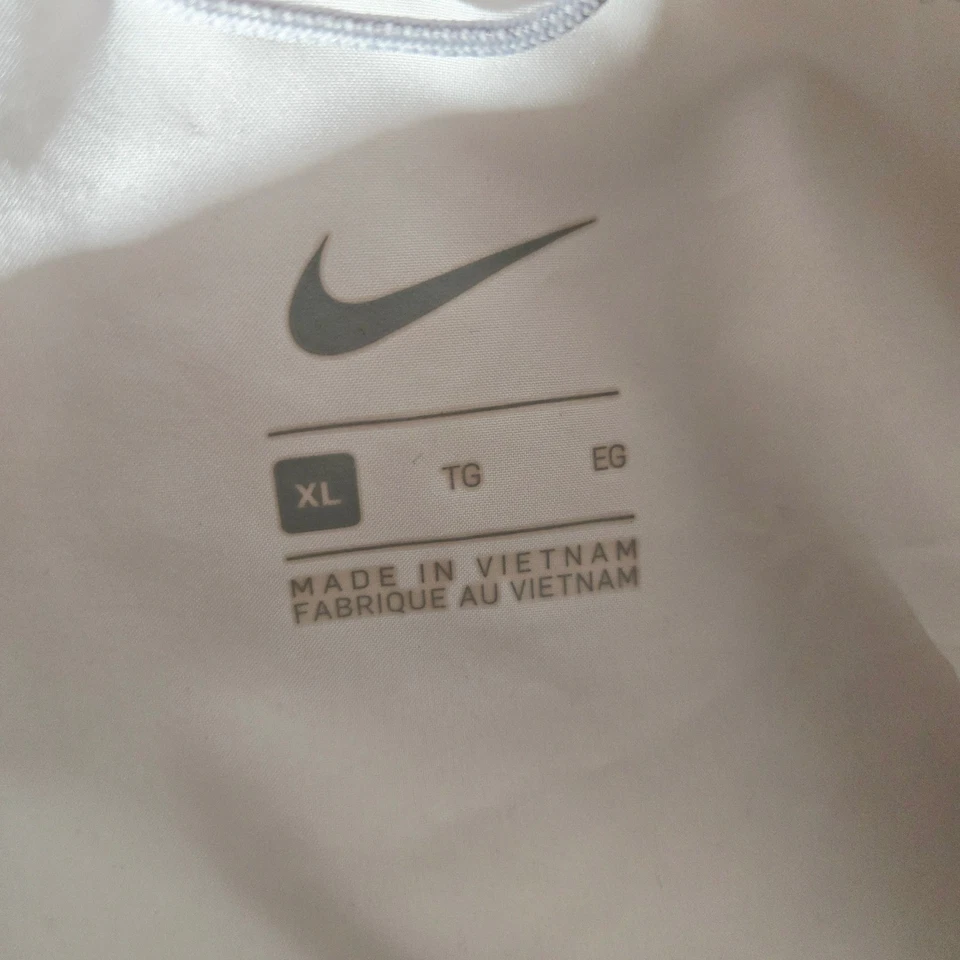 XL TG EG
MADE IN VIETNAM
FABRIQUE AU VIETNAM